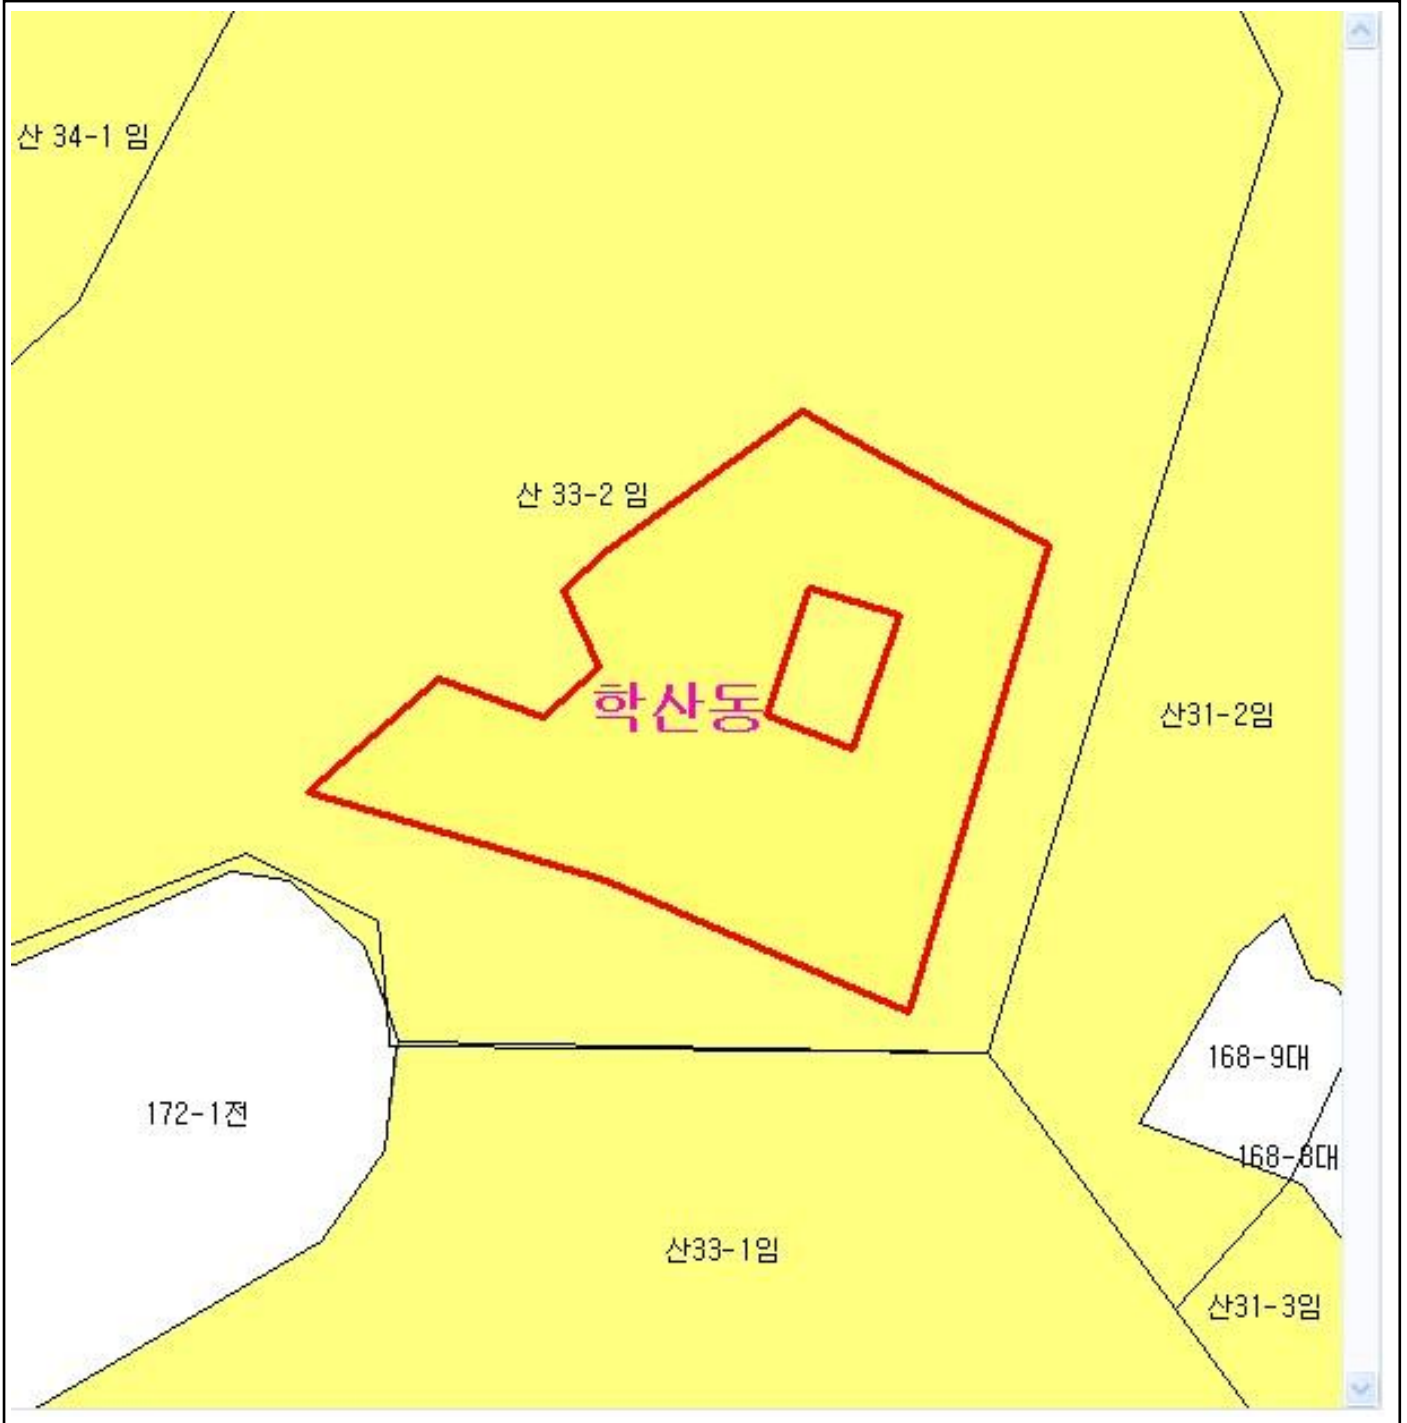 산 34-1 임
산 33-2 임
학산동
산31-2임
168-9대
172-1전
168-8대
산33-1임
산31-3임